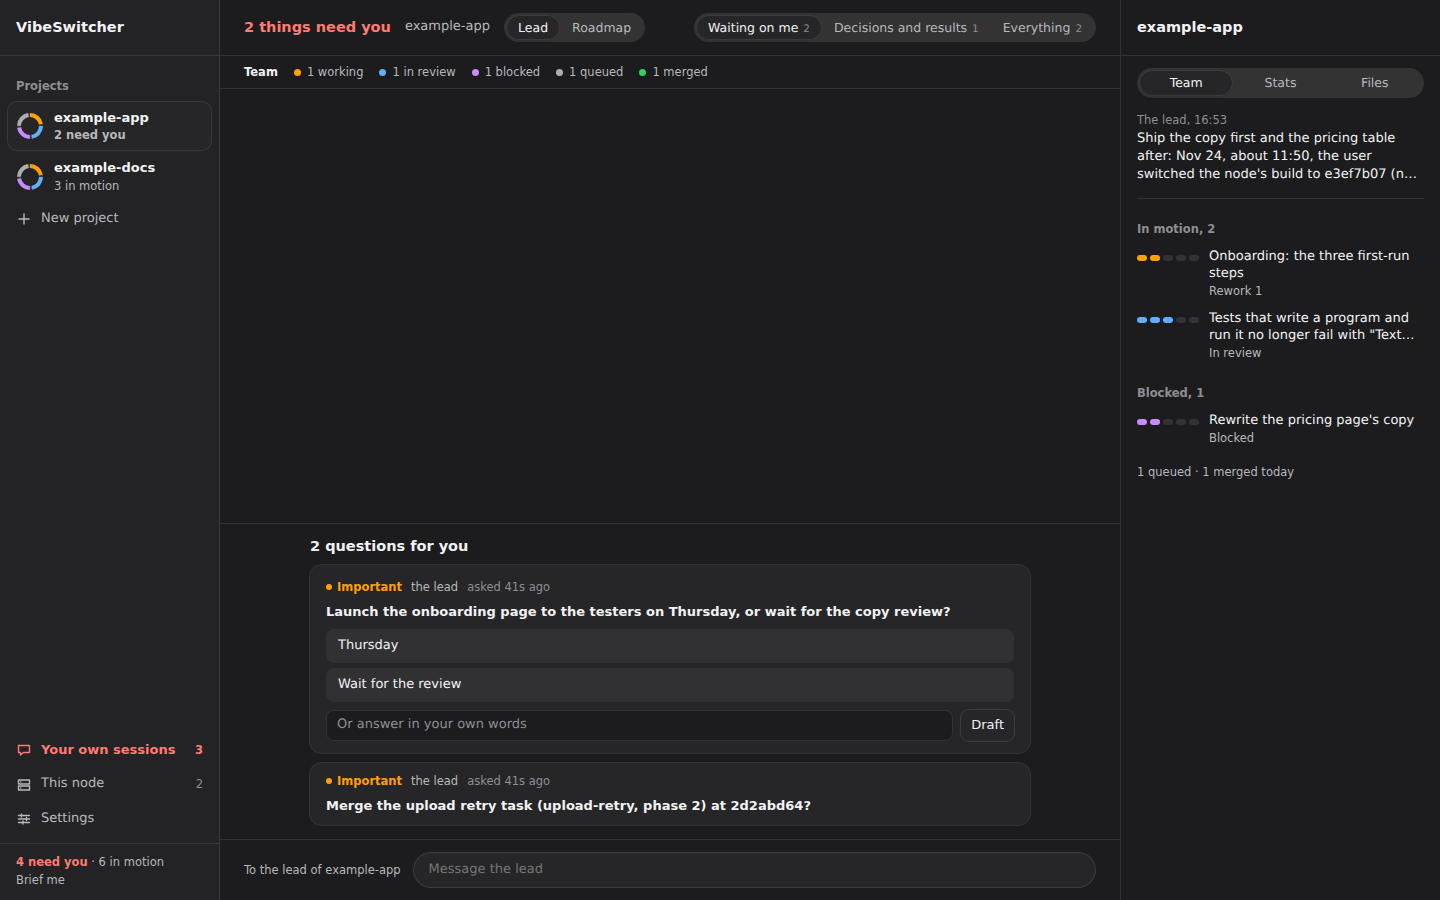 VibeSwitcher
Projects
example-app
2 need you
example-docs
3 in motion
New project
Your own sessions 3
This node 2
Settings
4 need you · 6 in motion
Brief me
2 things need you example-app Lead Roadmap Waiting on me 2 Decisions and results 1 Everything 2
Team 1 working 1 in review 1 blocked 1 queued 1 merged
2 questions for you
Important the lead asked 41s ago
Launch the onboarding page to the testers on Thursday, or wait for the copy review?
Thursday
Wait for the review
Or answer in your own words Draft
Important the lead asked 41s ago
Merge the upload retry task (upload-retry, phase 2) at 2d2abd64?
To the lead of example-app Message the lead
example-app
Team Stats Files
The lead, 16:53
Ship the copy first and the pricing table
after: Nov 24, about 11:50, the user
switched the node's build to e3ef7b07 (n…
In motion, 2
Onboarding: the three first-run
steps
Rework 1
Tests that write a program and
run it no longer fail with "Text…
In review
Blocked, 1
Rewrite the pricing page's copy
Blocked
1 queued · 1 merged today